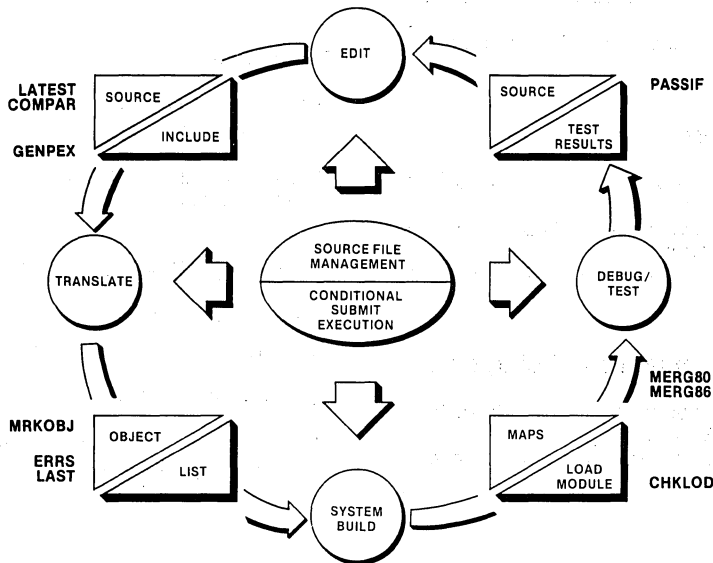 EDIT
LATEST
COMPAR
SOURCE
INCLUDE
GENPEX
SOURCE
TEST
RESULTS
PASSIF
TRANSLATE
SOURCE FILE
MANAGEMENT
CONDITIONAL
SUBMIT
EXECUTION
DEBUG/
TEST
MERG80
MERG86
MRKOBJ
OBJECT
ERRS
LAST
LIST
MAPS
LOAD
MODULE
CHKLOD
SYSTEM
BUILD